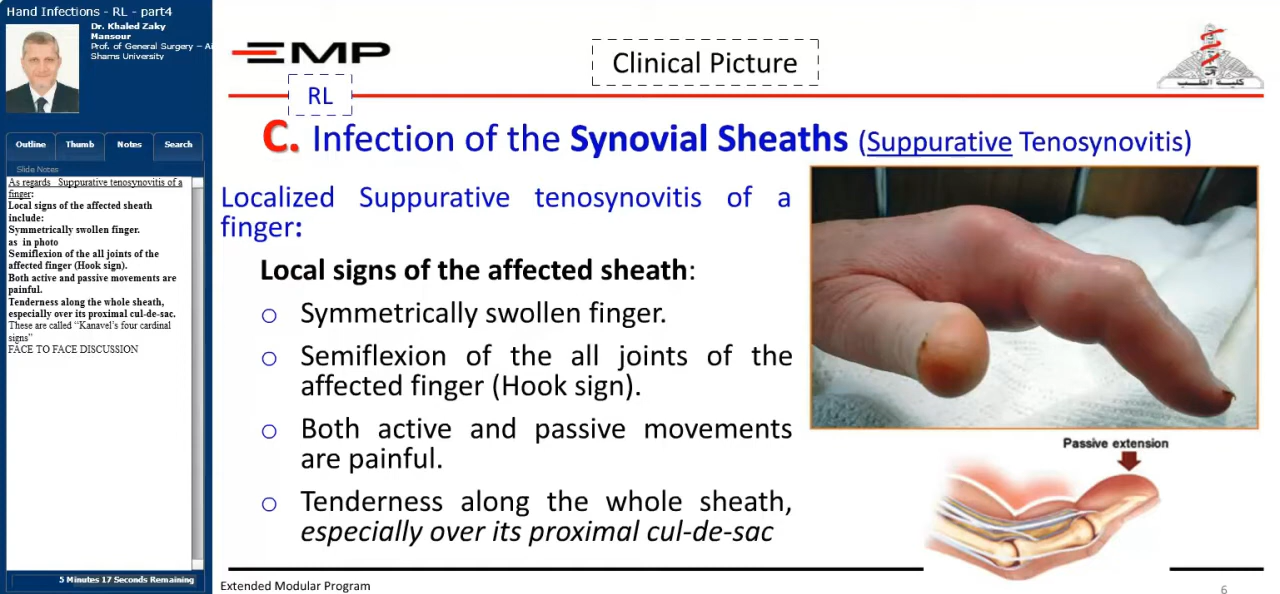 Hand Infections - RL - part4
Dr. Khaled Zaky
Mansour
Prof. of General Surgery – Ai
Shams University
Outline
Thumb
Notes
Search
Slide Notes
As regards Suppurative tenosynovitis of a
finger:
Local signs of the affected sheath
include:
Symmetrically swollen finger.
as in photo
Semiflexion of the all joints of the
affected finger (Hook sign).
Both active and passive movements are
painful.
Tenderness along the whole sheath,
especially over its proximal cul-de-sac.
These are called “Kanavel’s four cardinal
signs”
FACE TO FACE DISCUSSION
5 Minutes 17 Seconds Remaining
EMP
Clinical Picture
كلية الطب
RL
C. Infection of the Synovial Sheaths (Suppurative Tenosynovitis)
Localized Suppurative tenosynovitis of a
finger:
Local signs of the affected sheath:
o Symmetrically swollen finger.
o Semiflexion of the all joints of the
affected finger (Hook sign).
o Both active and passive movements
are painful.
o Tenderness along the whole sheath,
especially over its proximal cul-de-sac
Passive extension
Extended Modular Program
6